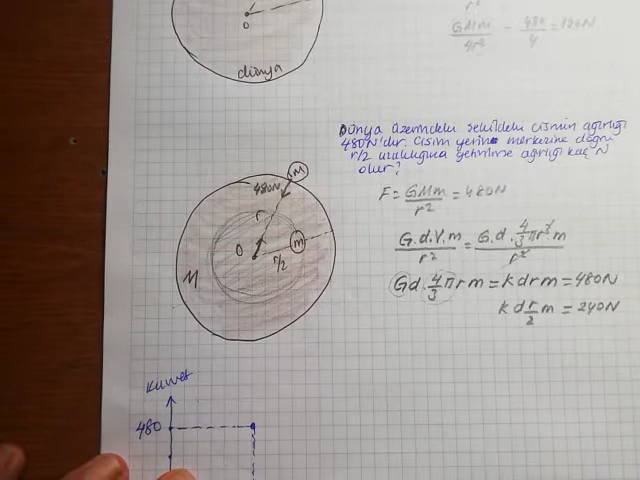 r²
GMm/4r² = 480/4 = 120N
O
dünya
Dünya üzerindeki şekildeki cismin ağırlığı
480N'dır. Cisim yerin merkezine doğru
r/2 uzaklığına getirilirse ağırlığı kaç N
olur?
F = GMm/r² = 480N
G.d.V.m/r² = G.d.4/3πr³m/r²
Gd.4/3πrm = kdrm = 480N
kd r/2 m = 240N
m
480N
r
m
O
r/2
M
kuvvet
480